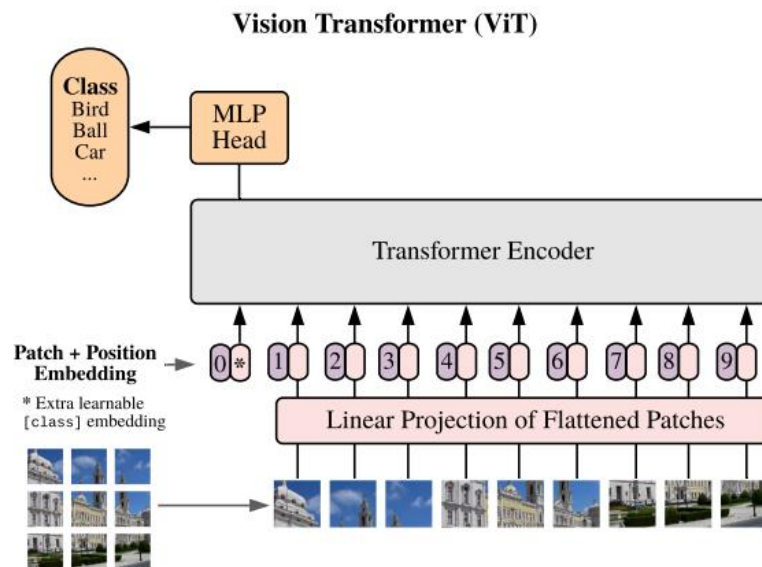 Vision Transformer (ViT)
Class
Bird
Ball
Car
...
MLP
Head
Transformer Encoder
Patch + Position
Embedding
0 * 1 2 3 4 5 6 7 8 9
* Extra learnable
[class] embedding
Linear Projection of Flattened Patches